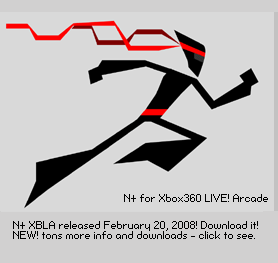 N+ for Xbox360 LIVE! Arcade
N+ XBLA released February 20, 2008! Download it!
NEW! tons more info and downloads - click to see.